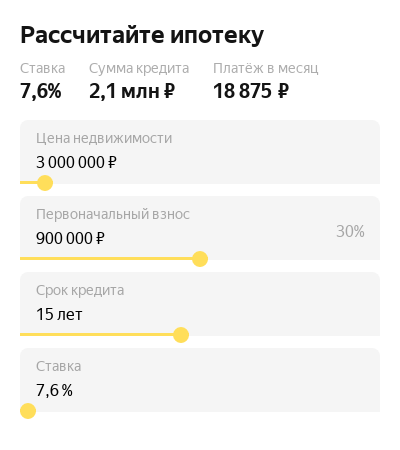 Рассчитайте ипотеку
Ставка Сумма кредита Платёж в месяц
7,6% 2,1 млн ₽ 18 875 ₽
Цена недвижимости
3 000 000 ₽
Первоначальный взнос
900 000 ₽ 30%
Срок кредита
15 лет
Ставка
7,6 %